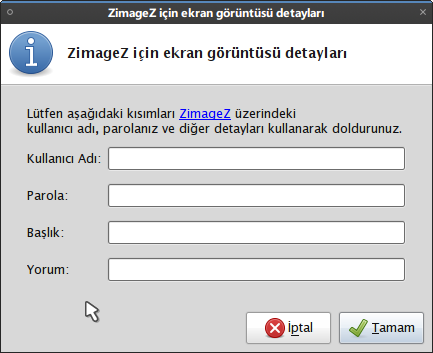 ZimageZ için ekran görüntüsü detayları
ZimageZ için ekran görüntüsü detayları
Lütfen aşağıdaki kısımları ZimageZ üzerindeki
kullanıcı adı, parolanız ve diğer detayları kullanarak doldurunuz.
Kullanıcı Adı:
Parola:
Başlık:
Yorum:
İptal
Tamam